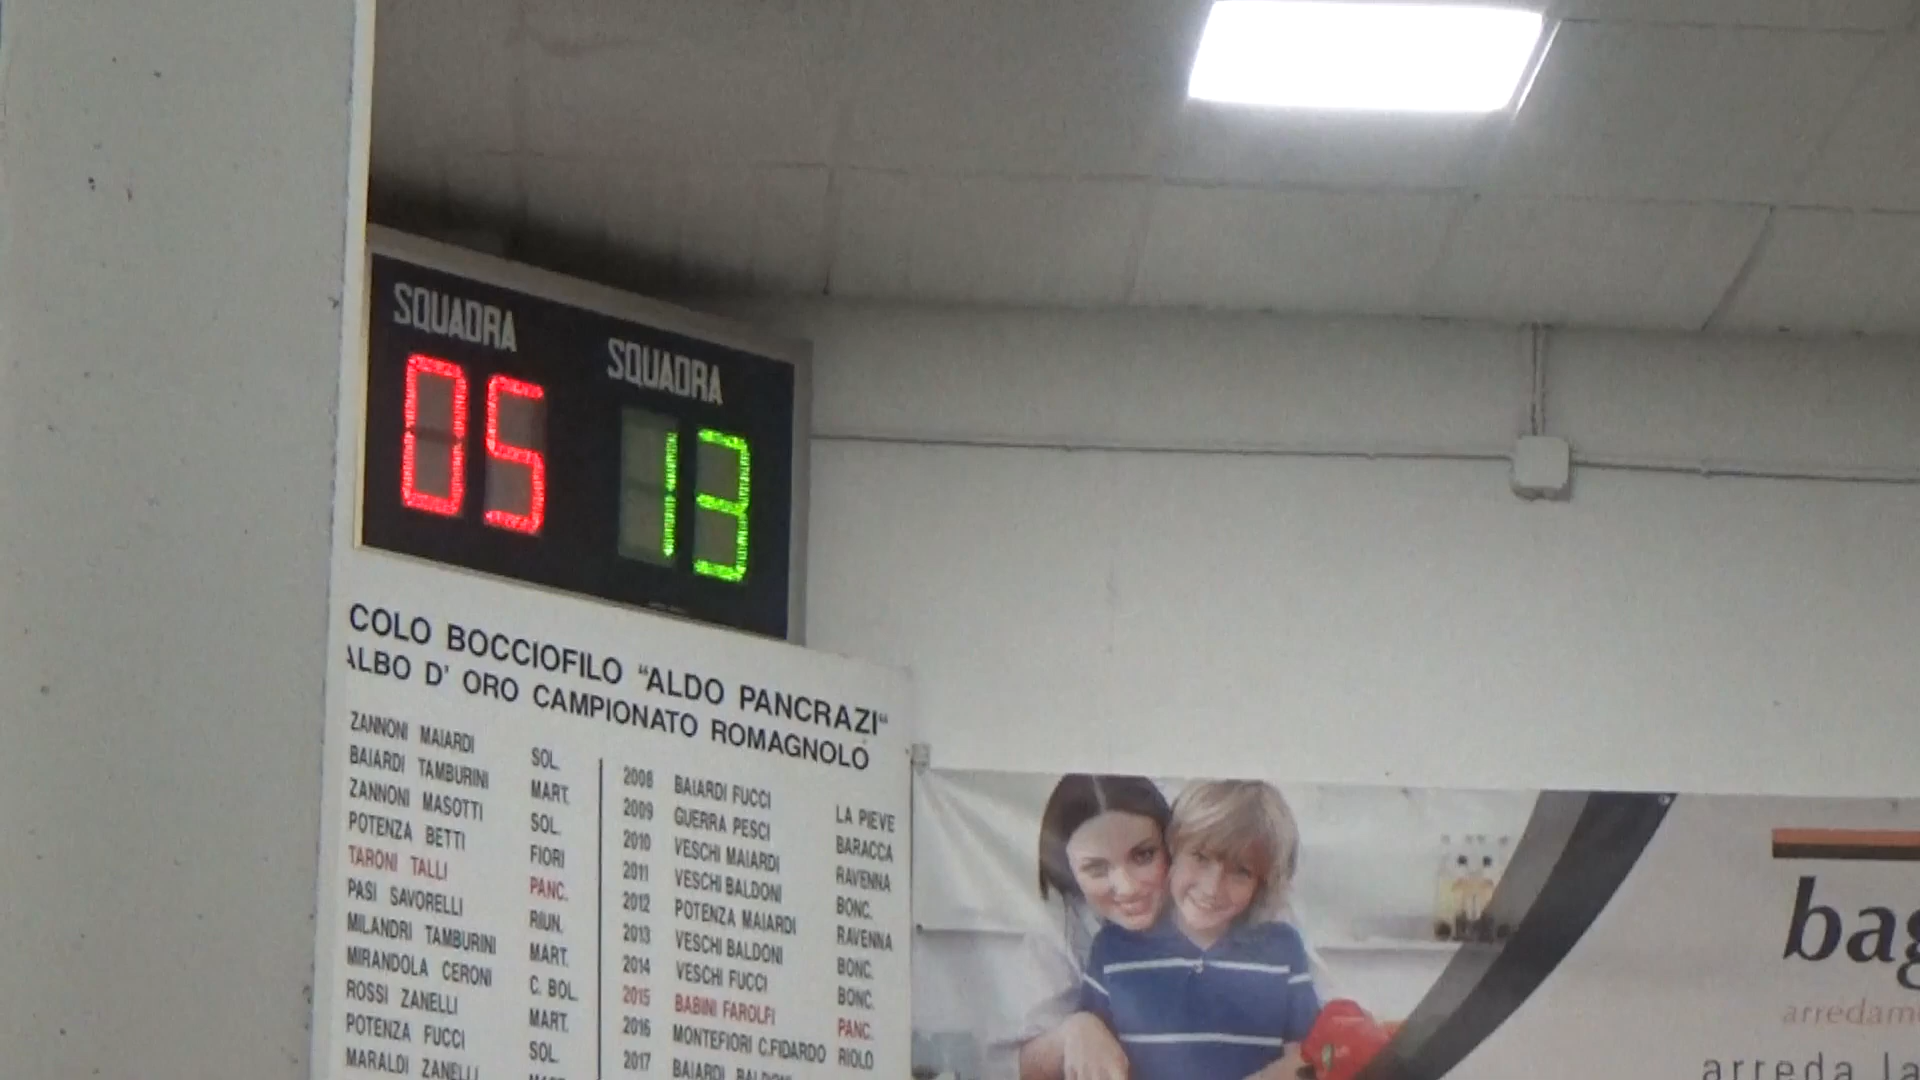 SQUADRA SQUADRA
05 13
COLO BOCCIOFILO "ALDO PANCRAZI"
ALBO D' ORO CAMPIONATO ROMAGNOLO
ZANNONI MAIARDI SOL.
BAIARDI TAMBURINI MART.
ZANNONI MASOTTI SOL.
POTENZA BETTI FIORI
TARONI TALLI PANC.
PASI SAVORELLI RIUN.
MILANDRI TAMBURINI MART.
MIRANDOLA CERONI C. BOL.
ROSSI ZANELLI MART.
POTENZA FUCCI SOL.
MARALDI ZANELLI
2008 BAIARDI FUCCI LA PIEVE
2009 GUERRA PESCI BARACCA
2010 VESCHI MAIARDI RAVENNA
2011 VESCHI BALDONI BONC.
2012 POTENZA MAIARDI RAVENNA
2013 VESCHI BALDONI BONC.
2014 VESCHI FUCCI BONC.
2015 BABINI FAROLFI PANC.
2016 MONTEFIORI C.FIDARDO RIOLO
2017 BAIARDI BALDONI
bag
arredam
arreda la